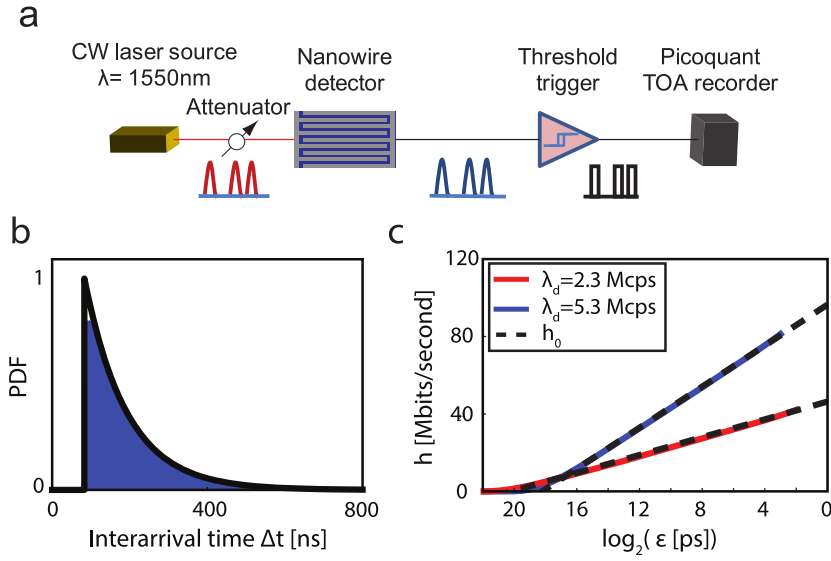 a
CW laser source
λ= 1550nm
Attenuator
Nanowire
detector
Threshold
trigger
Picoquant
TOA recorder
b
1
0
PDF
0 400 800
Interarrival time Δt [ns]
c
120
80
40
0
h [Mbits/second]
λd=2.3 Mcps
λd=5.3 Mcps
h0
20 16 12 8 4 0
log2( ε [ps])